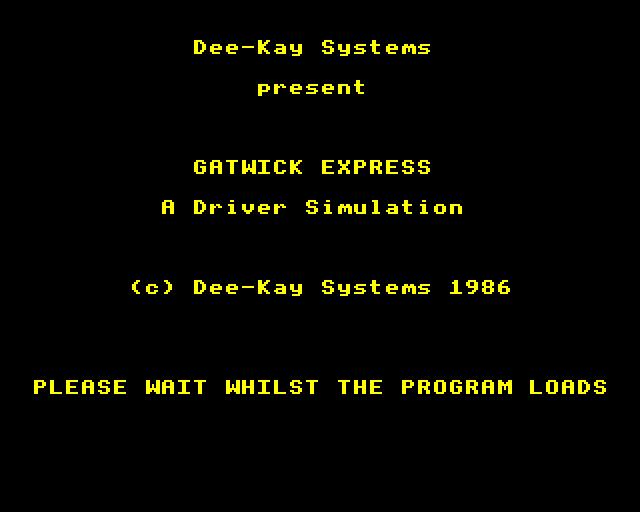 Dee-Kay Systems
present
GATWICK EXPRESS
A Driver Simulation
(c) Dee-Kay Systems 1986
PLEASE WAIT WHILST THE PROGRAM LOADS